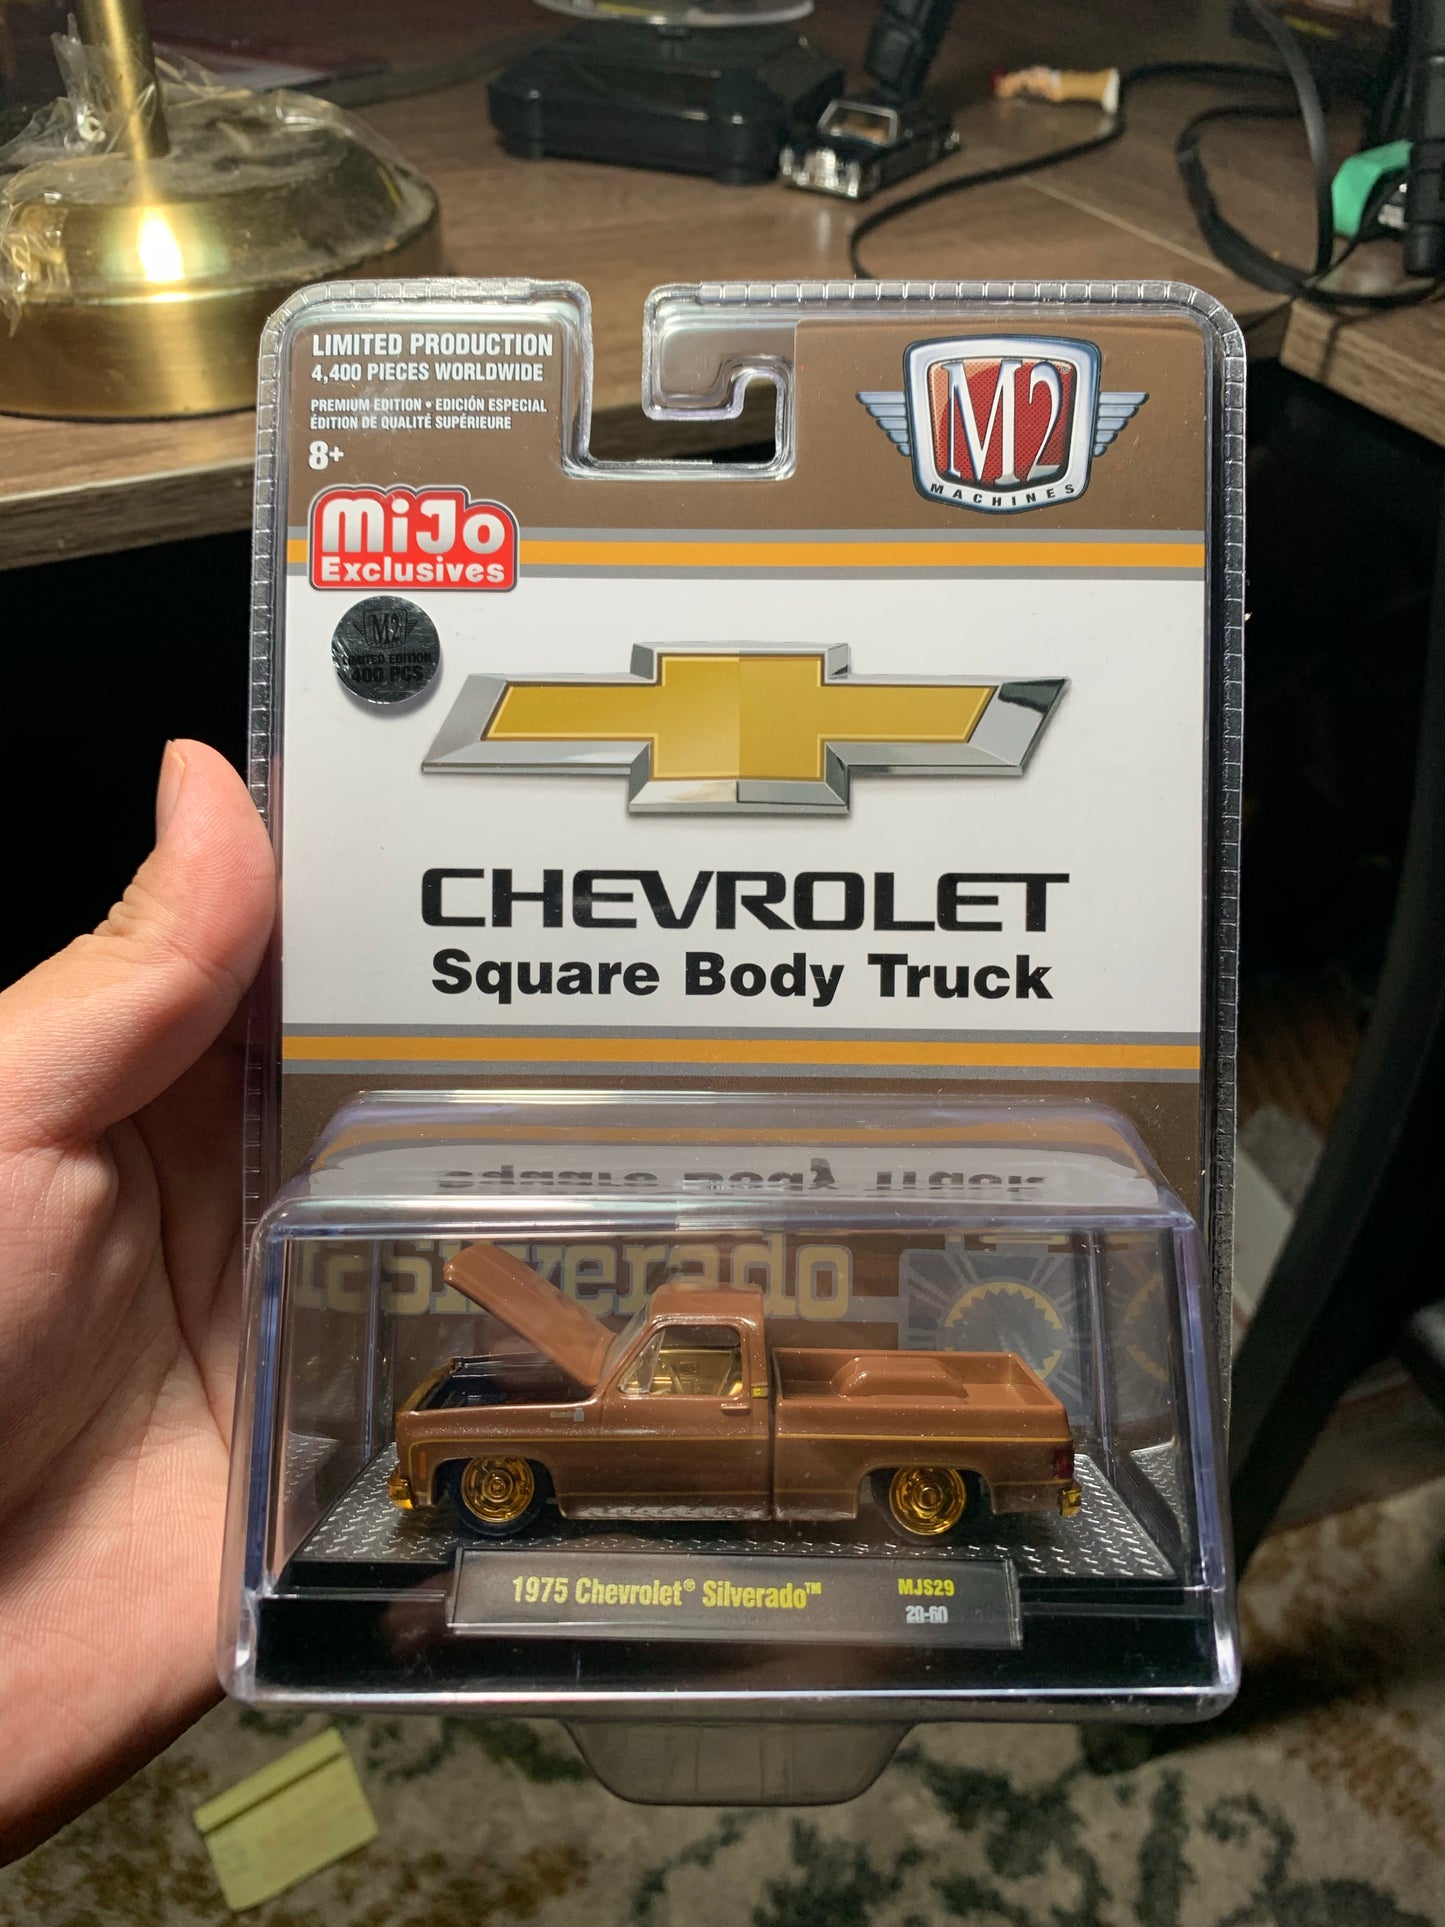 LIMITED PRODUCTION
4,400 PIECES WORLDWIDE
PREMIUM EDITION • EDICIÓN ESPECIAL
ÉDITION DE QUALITÉ SUPÉRIEURE
8+
M2
MACHINES
MiJo
Exclusives
M2
LIMITED EDITION
400 PCS
CHEVROLET
Square Body Truck
Silverado
1975 Chevrolet® Silverado™
MJS29
20-60